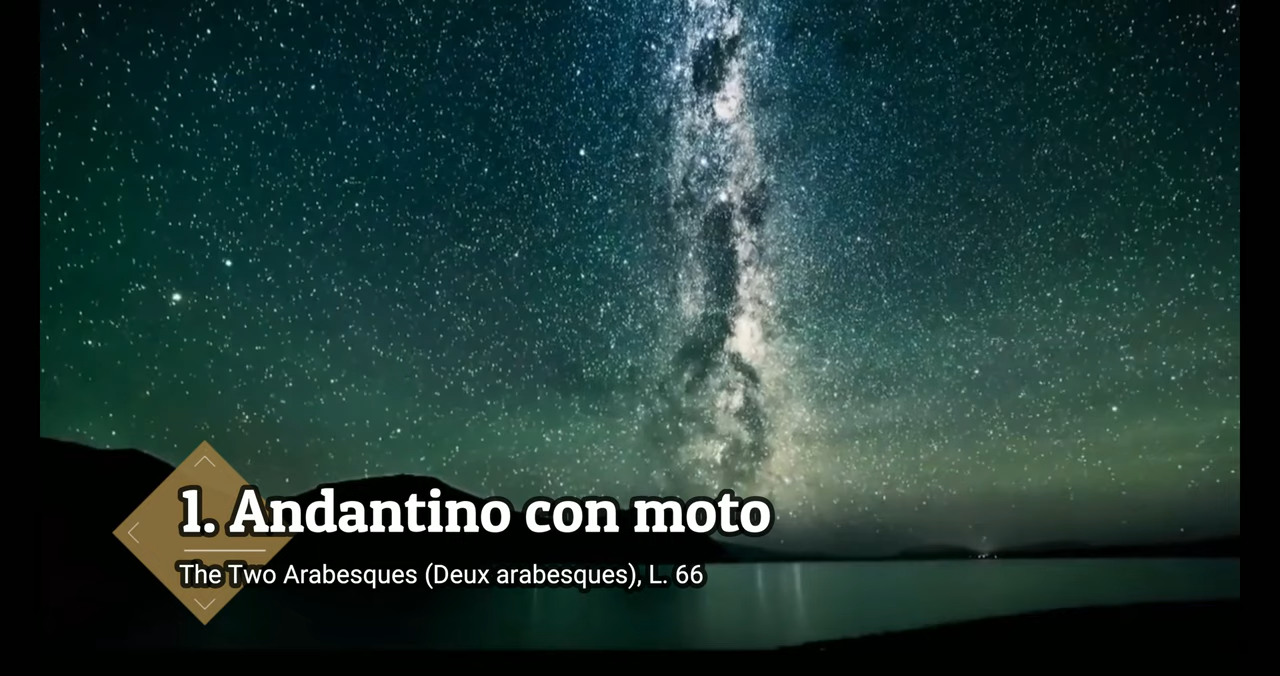 1. Andantino con moto
The Two Arabesques (Deux arabesques), L. 66